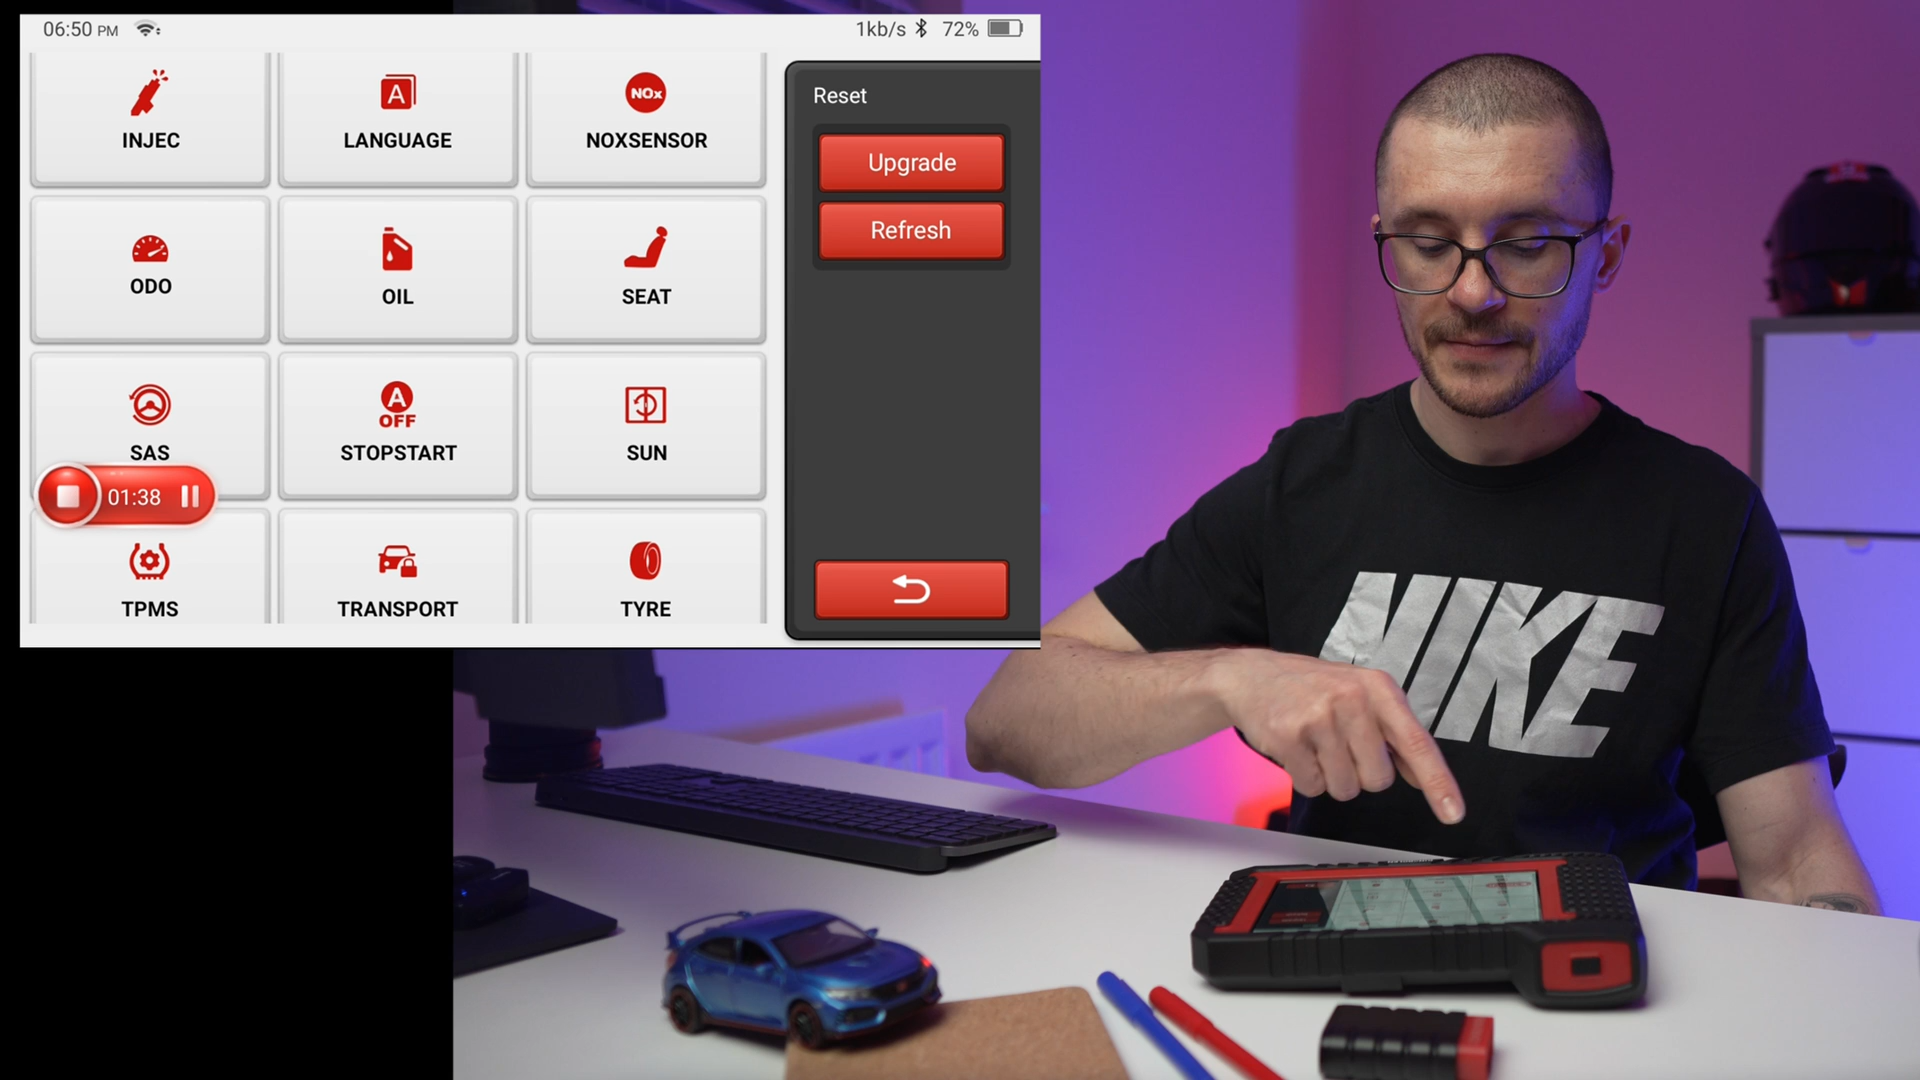 06:50 PM
1kb/s 72%
INJEC
A
LANGUAGE
NOx
NOXSENSOR
Reset
Upgrade
Refresh
ODO
OIL
SEAT
SAS
A
OFF
STOPSTART
SUN
01:38
TPMS
TRANSPORT
TYRE
NIKE